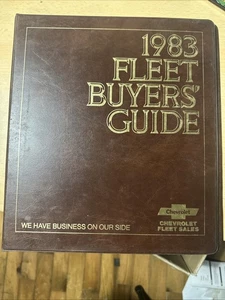 1983
FLEET
BUYERS'
GUIDE
Chevrolet
CHEVROLET
FLEET SALES
WE HAVE BUSINESS ON OUR SIDE